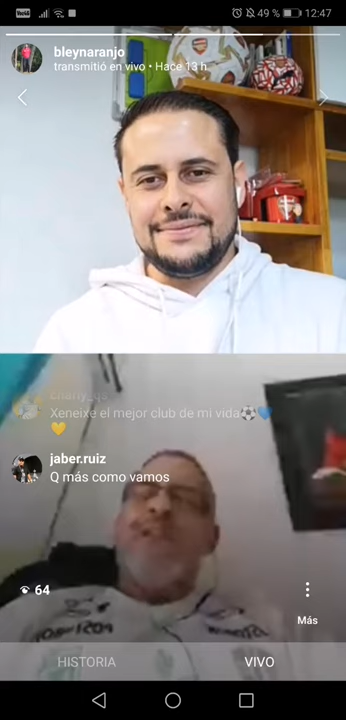 49 % 12:47
bleynaranjo
transmitió en vivo • Hace 13 h
charly_qs
Xeneixe el mejor club de mi vida⚽💙
💛
jaber.ruiz
Q más como vamos
64
Más
HISTORIA
VIVO